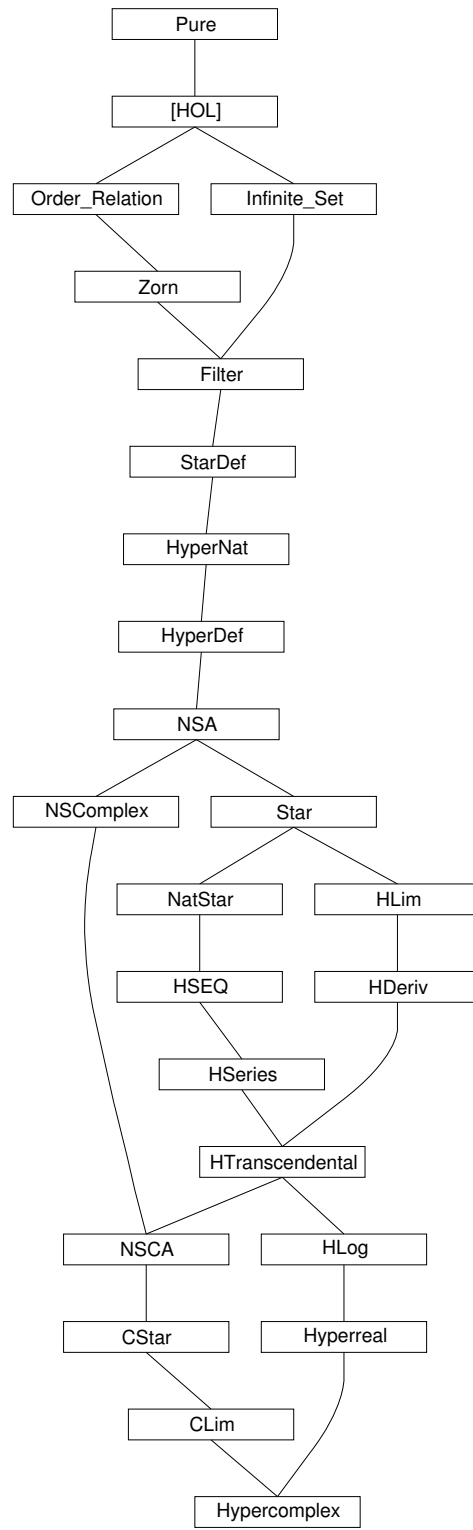 Pure
[HOL]
Order_Relation
Infinite_Set
Zorn
Filter
StarDef
HyperNat
HyperDef
NSA
NSComplex
Star
NatStar
HLim
HSEQ
HDeriv
HSeries
HTranscendental
NSCA
HLog
CStar
Hyperreal
CLim
Hypercomplex